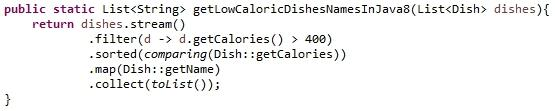 public static List<String> getLowCaloricDishesNamesInJava8(List<Dish> dishes){
    return dishes.stream()
            .filter(d -> d.getCalories() > 400)
            .sorted(comparing(Dish::getCalories))
            .map(Dish::getName)
            .collect(toList());
}